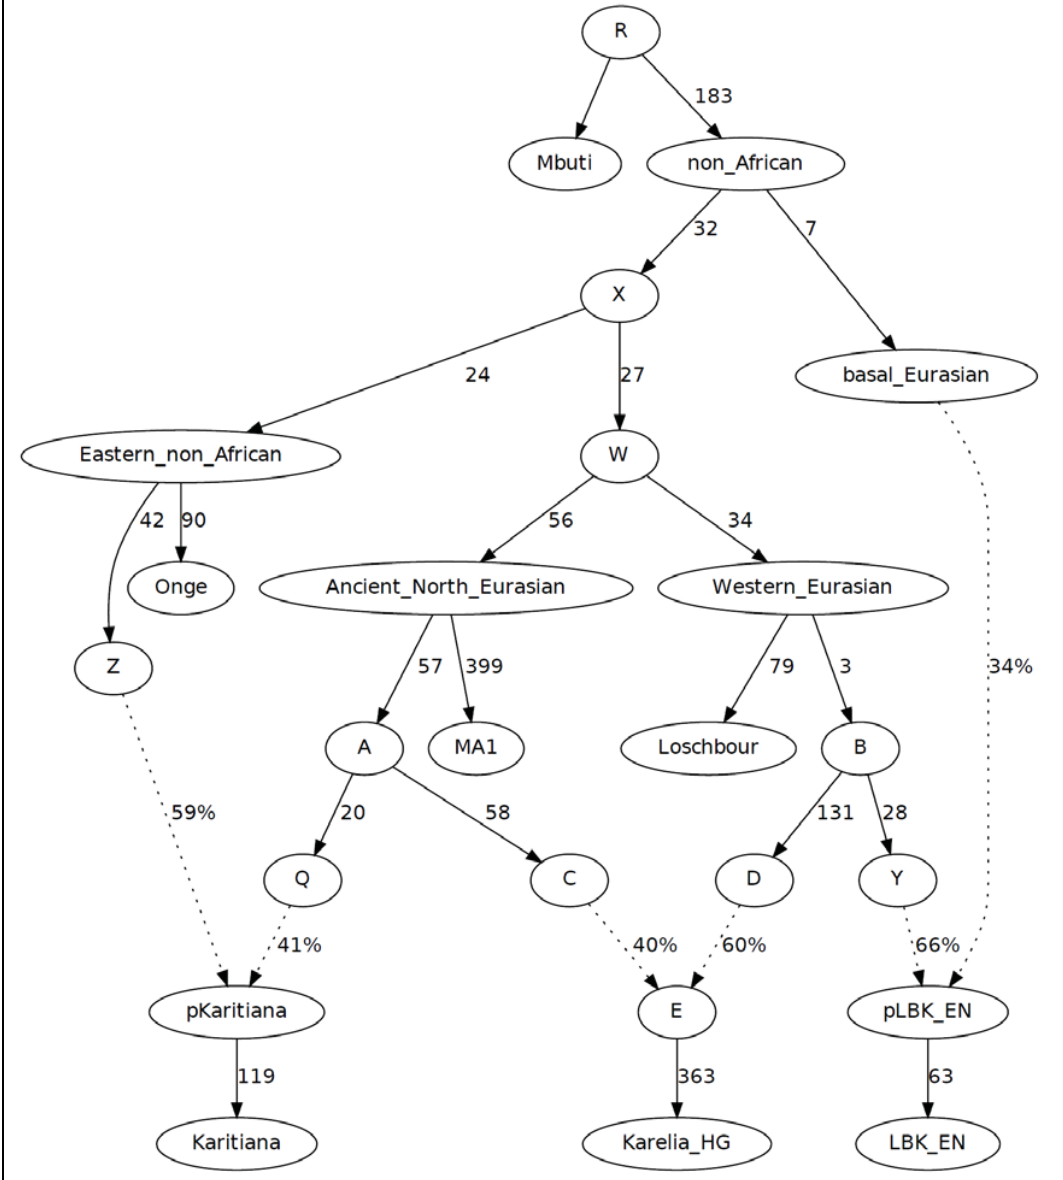 R
183
Mbuti
non_African
32
7
X
24
27
basal_Eurasian
Eastern_non_African
W
42
90
56
34
Onge
Ancient_North_Eurasian
Western_Eurasian
Z
57
399
79
3
34%
A
MA1
Loschbour
B
59%
20
58
131
28
Q
C
D
Y
41%
40%
60%
66%
pKaritiana
E
pLBK_EN
119
363
63
Karitiana
Karelia_HG
LBK_EN